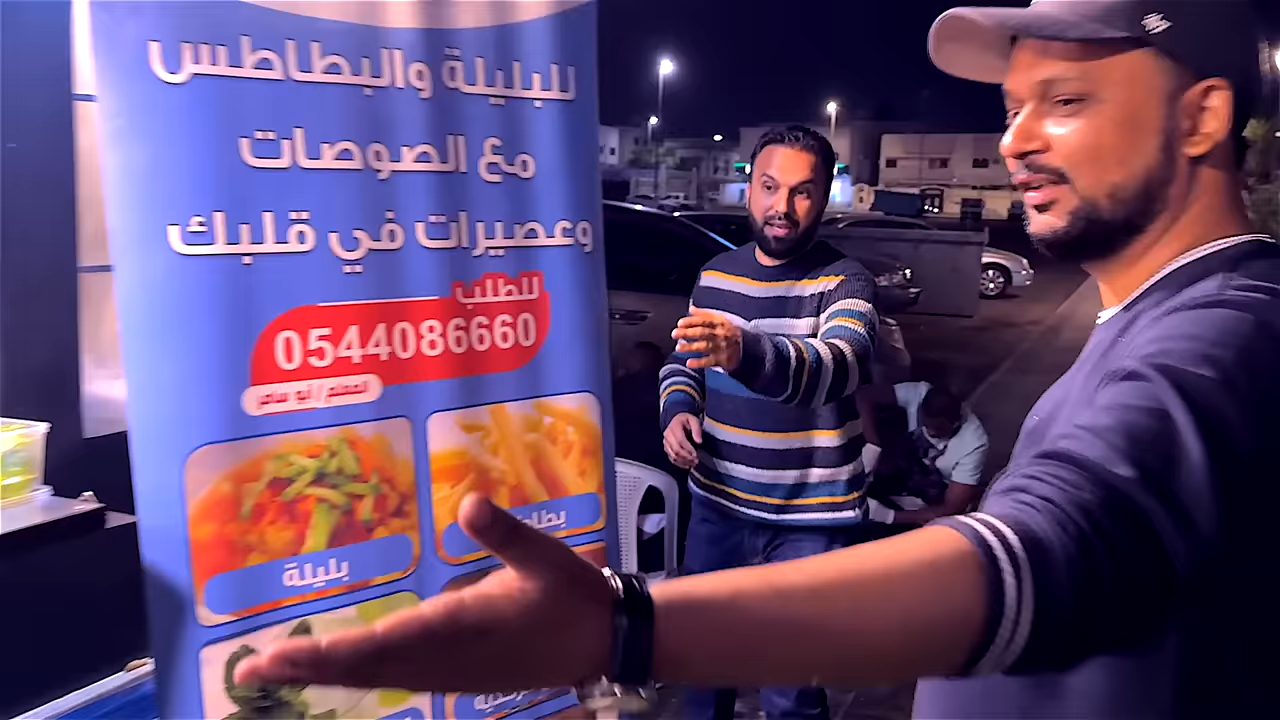 للبليلة والبطاطس
مع الصوصات
وعصيرات في قلبك
للطلب
0544086660
بليلة